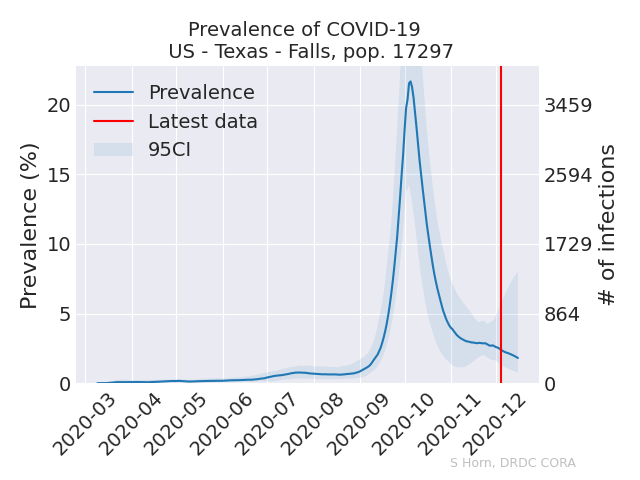 Prevalence of COVID-19
US - Texas - Falls, pop. 17297
Prevalence
Latest data
95CI
Prevalence (%)
20
15
10
5
0
3459
2594
1729
864
0
# of infections
2020-03
2020-04
2020-05
2020-06
2020-07
2020-08
2020-09
2020-10
2020-11
2020-12
S Horn, DRDC CORA